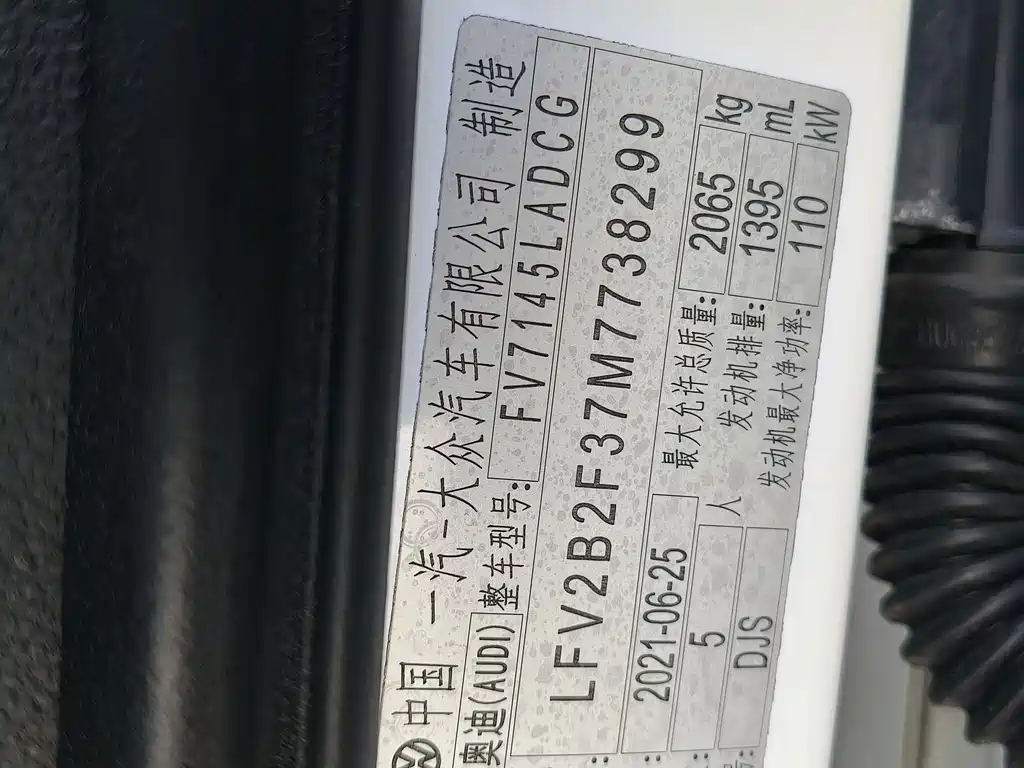 中国 一汽-大众汽车有限公司 制造
奥迪(AUDI) 整车型号: FV7145LADCG
LFV2B2F37M7738299
2021-06-25 最大允许总质量: 2065 kg
5 人 发动机排量: 1395 mL
号: DJS 发动机最大净功率: 110 kW